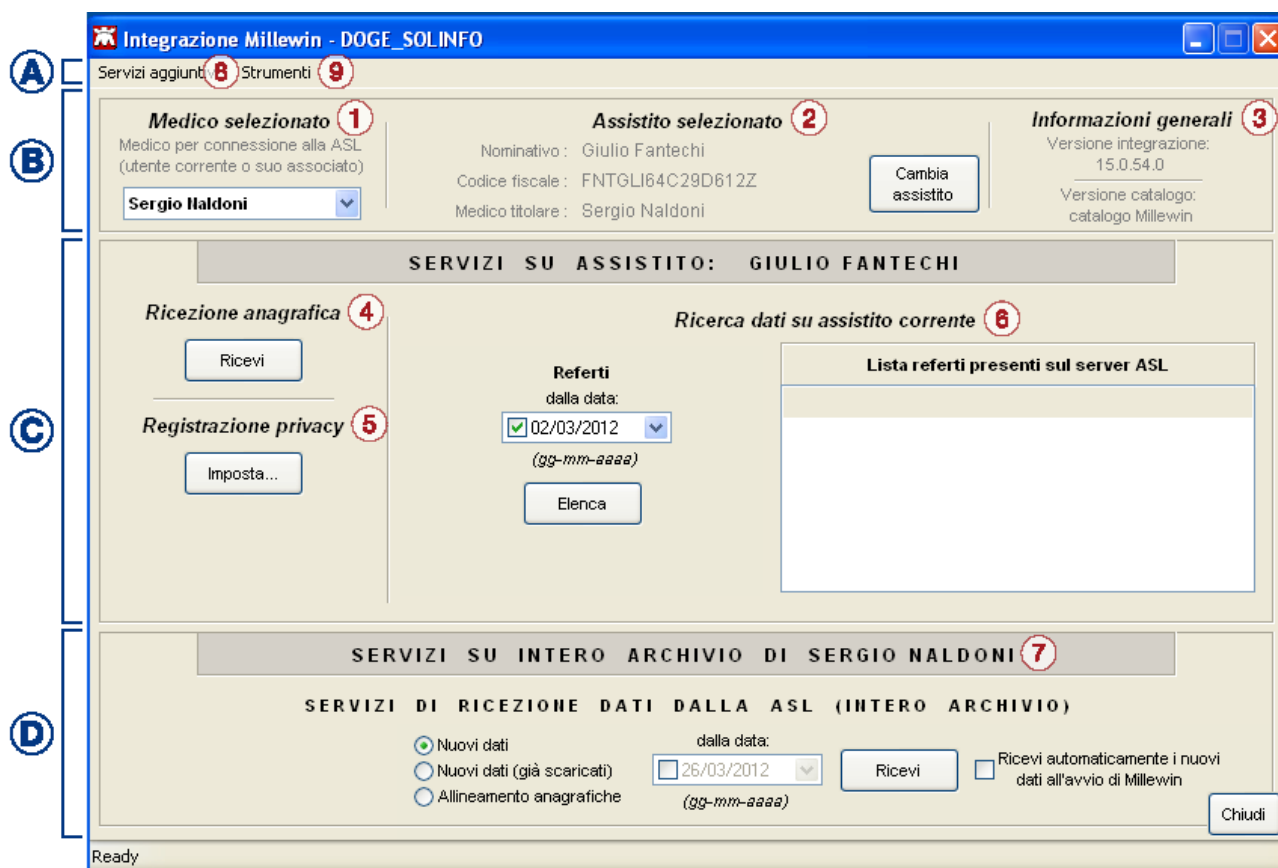 Integrazione Millewin - DOGE_SOLINFO
A
Servizi aggiuntivi 8 Strumenti 9
B
Medico selezionato 1
Medico per connessione alla ASL
(utente corrente o suo associato)
Sergio Naldoni
Assistito selezionato 2
Nominativo : Giulio Fantechi
Codice fiscale : FNTGLI64C29D612Z
Medico titolare : Sergio Naldoni
Cambia
assistito
Informazioni generali 3
Versione integrazione:
15.0.54.0
Versione catalogo:
catalogo Millewin
C
SERVIZI SU ASSISTITO: GIULIO FANTECHI
Ricezione anagrafica 4
Ricevi
Registrazione privacy 5
Imposta...
Ricerca dati su assistito corrente 6
Referti
dalla data:
02/03/2012
(gg-mm-aaaa)
Elenca
Lista referti presenti sul server ASL
D
SERVIZI SU INTERO ARCHIVIO DI SERGIO NALDONI 7
SERVIZI DI RICEZIONE DATI DALLA ASL (INTERO ARCHIVIO)
Nuovi dati
Nuovi dati (già scaricati)
Allineamento anagrafiche
dalla data:
26/03/2012
(gg-mm-aaaa)
Ricevi
Ricevi automaticamente i nuovi
dati all'avvio di Millewin
Chiudi
Ready